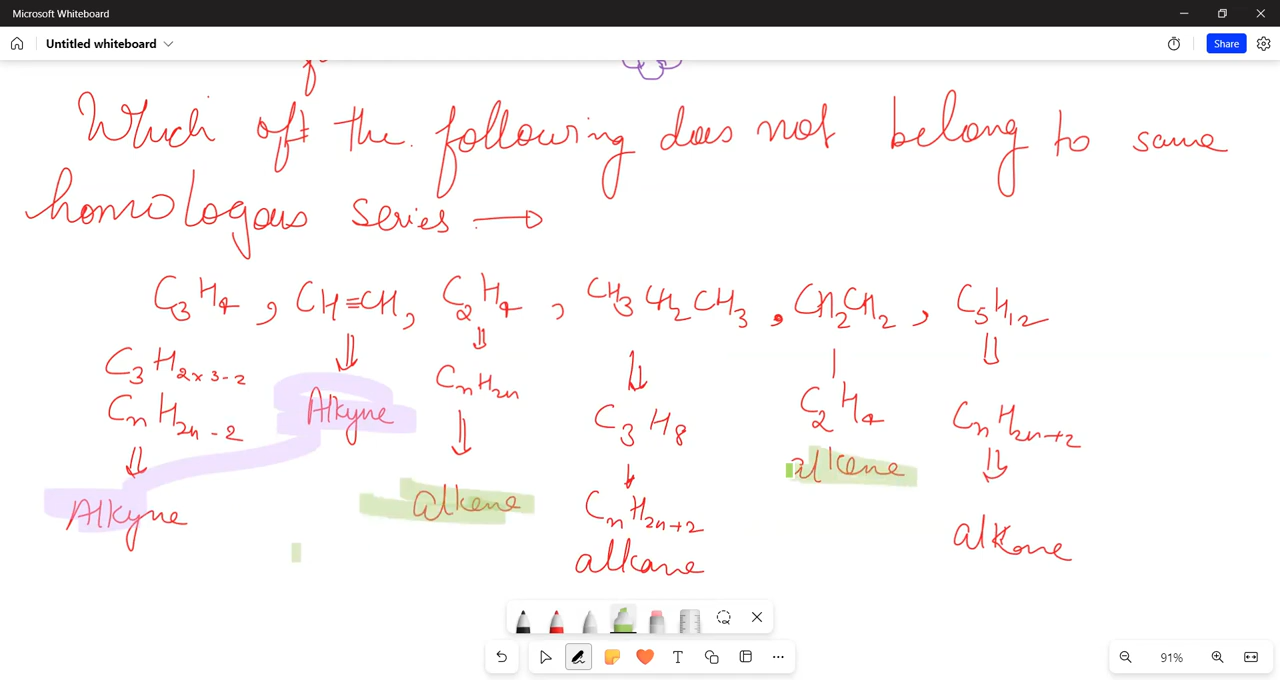 Microsoft Whiteboard
Untitled whiteboard
Share
Which of the following does not belong to same
homologous series →
C3H4, CH≡CH, C2H4, CH3CH2CH3, CH2CH2, C5H12
C3H2×3-2
CnH2n-2
Alkyne
Alkyne
CnH2n
alkene
C3H8
CnH2n+2
alkane
C2H4
alkene
CnH2n+2
alkane
91%